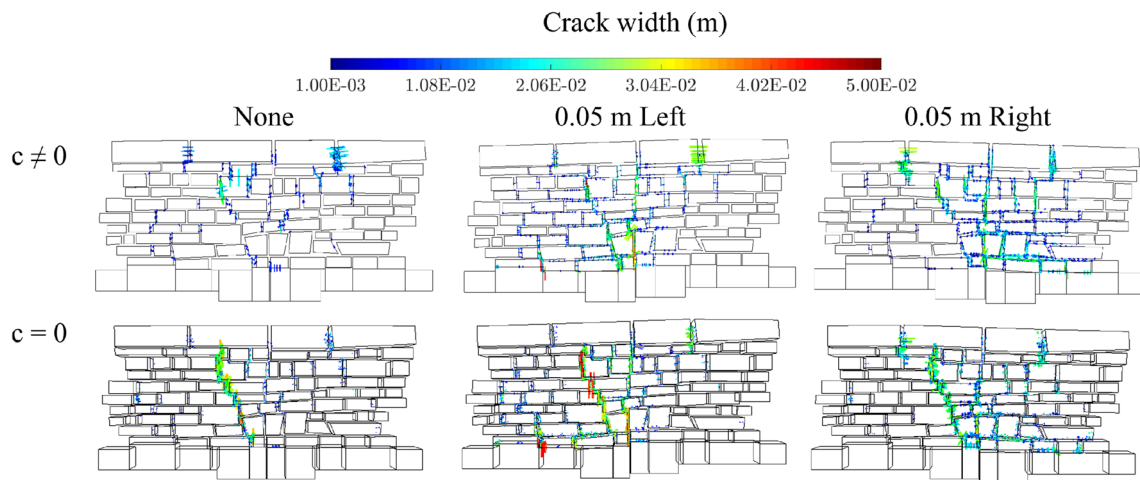 Crack width (m)
1.00E-03 1.08E-02 2.06E-02 3.04E-02 4.02E-02 5.00E-02
None 0.05 m Left 0.05 m Right
c ≠ 0
c = 0